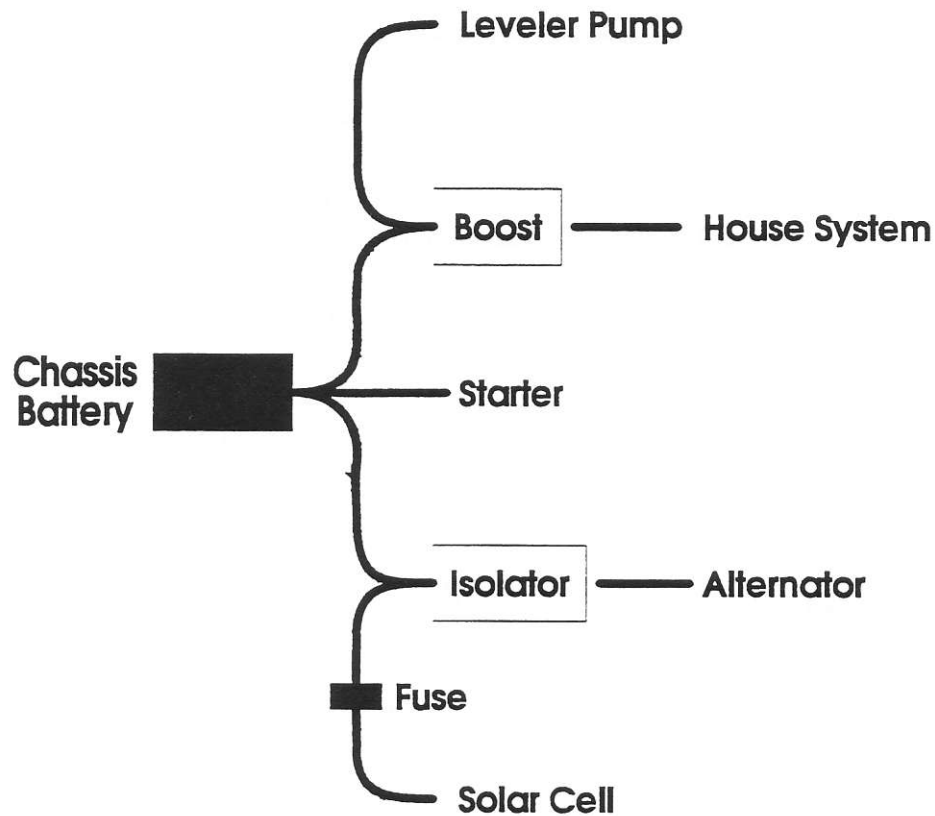 Leveler Pump
Boost
House System
Chassis
Battery
Starter
Isolator
Alternator
Fuse
Solar Cell